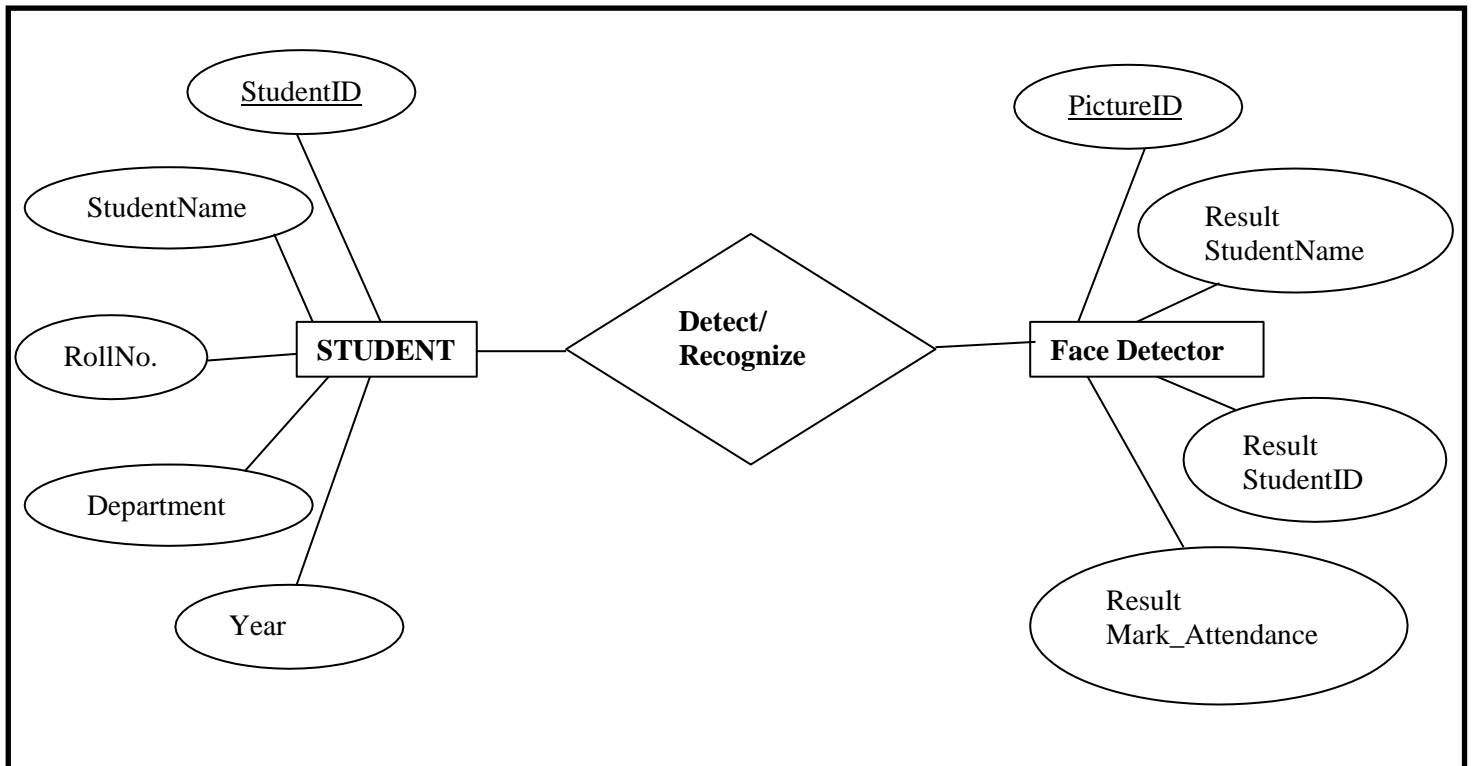 StudentID
PictureID
StudentName
Result
StudentName
RollNo.
STUDENT
Detect/
Recognize
Face Detector
Result
StudentID
Department
Year
Result
Mark_Attendance